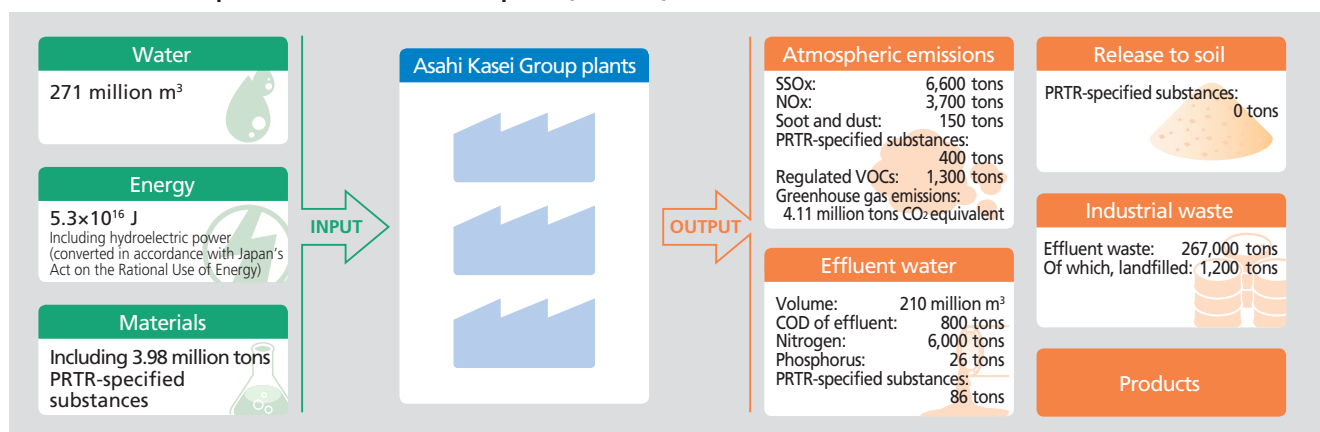 Water
271 million m³
Energy
5.3×10¹⁶ J
Including hydroelectric power
(converted in accordance with Japan's
Act on the Rational Use of Energy)
Materials
Including 3.98 million tons
PRTR-specified
substances
INPUT
Asahi Kasei Group plants
OUTPUT
Atmospheric emissions
SSOx: 6,600 tons
NOx: 3,700 tons
Soot and dust: 150 tons
PRTR-specified substances:
400 tons
Regulated VOCs: 1,300 tons
Greenhouse gas emissions:
4.11 million tons CO₂ equivalent
Effluent water
Volume: 210 million m³
COD of effluent: 800 tons
Nitrogen: 6,000 tons
Phosphorus: 26 tons
PRTR-specified substances:
86 tons
Release to soil
PRTR-specified substances:
0 tons
Industrial waste
Effluent waste: 267,000 tons
Of which, landfilled: 1,200 tons
Products